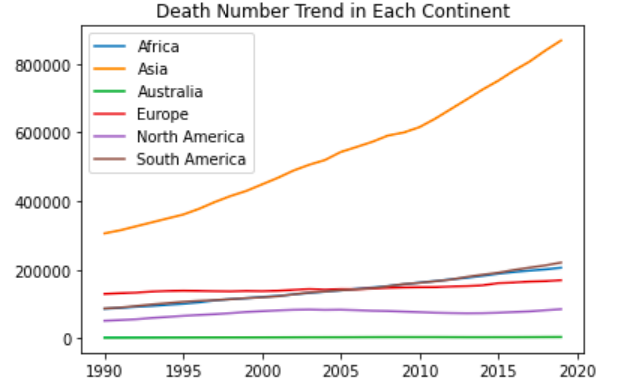 Death Number Trend in Each Continent
Africa
Asia
Australia
Europe
North America
South America
800000
600000
400000
200000
0
1990 1995 2000 2005 2010 2015 2020